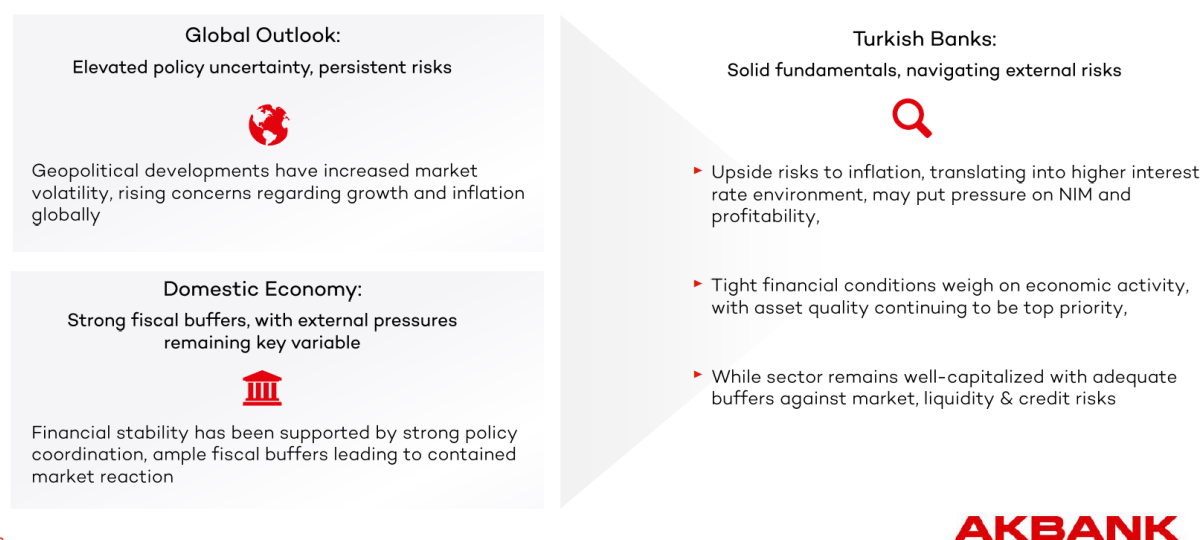 Global Outlook:
Elevated policy uncertainty, persistent risks
Geopolitical developments have increased market
volatility, rising concerns regarding growth and inflation
globally
Domestic Economy:
Strong fiscal buffers, with external pressures
remaining key variable
Financial stability has been supported by strong policy
coordination, ample fiscal buffers leading to contained
market reaction
Turkish Banks:
Solid fundamentals, navigating external risks
Upside risks to inflation, translating into higher interest
rate environment, may put pressure on NIM and
profitability,
Tight financial conditions weigh on economic activity,
with asset quality continuing to be top priority,
While sector remains well-capitalized with adequate
buffers against market, liquidity & credit risks
AKBANK